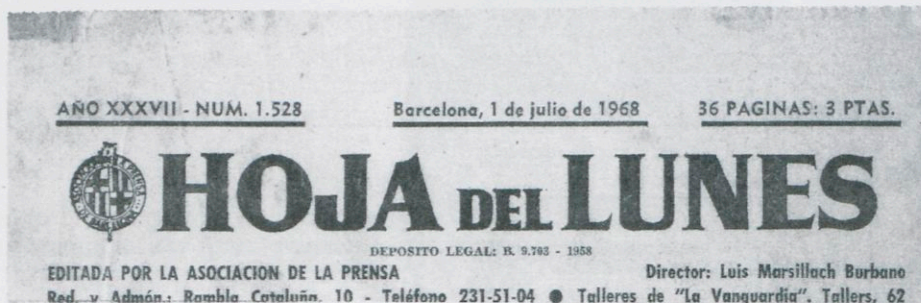 AÑO XXXVII - NUM. 1.528 Barcelona, 1 de julio de 1968 36 PAGINAS: 3 PTAS.
HOJA DEL LUNES
DEPOSITO LEGAL: B. 9.703 - 1958
EDITADA POR LA ASOCIACION DE LA PRENSA Director: Luis Marsillach Burbano
Red. y Admón.: Rambla Cataluña, 10 - Teléfono 231-51-04 ● Talleres de "La Vanguardia". Tallers, 62